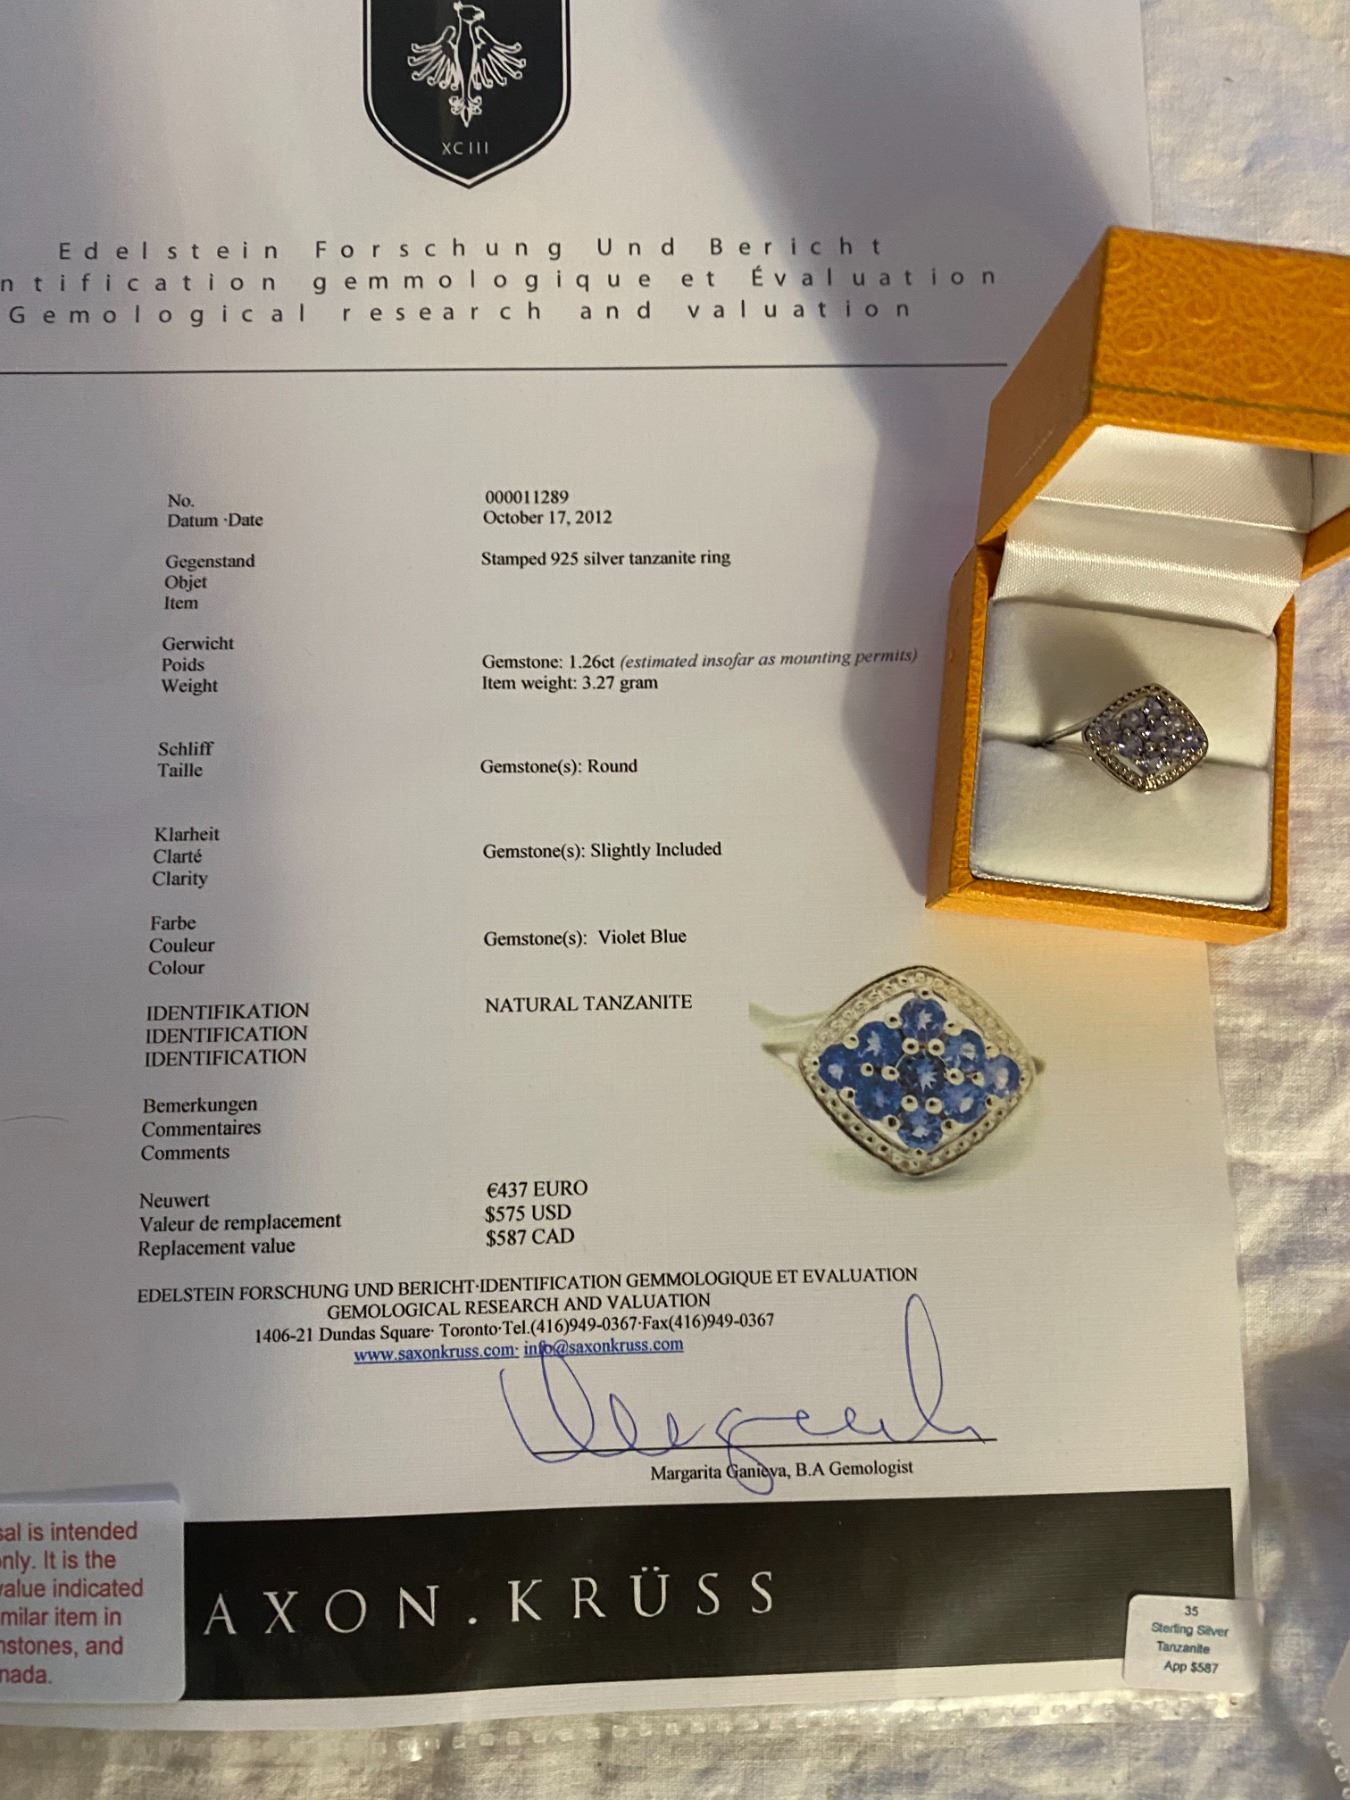 XCIII
Edelstein Forschung Und Bericht
ntification gemmologique et Évaluation
Gemological research and valuation
No. 000011289
Datum ·Date October 17, 2012
Gegenstand Stamped 925 silver tanzanite ring
Objet
Item
Gerwicht
Poids Gemstone: 1.26ct (estimated insofar as mounting permits)
Weight Item weight: 3.27 gram
Schliff
Taille Gemstone(s): Round
Klarheit
Clarté Gemstone(s): Slightly Included
Clarity
Farbe
Couleur Gemstone(s): Violet Blue
Colour
IDENTIFIKATION NATURAL TANZANITE
IDENTIFICATION
IDENTIFICATION
Bemerkungen
Commentaires
Comments
Neuwert €437 EURO
Valeur de remplacement $575 USD
Replacement value $587 CAD
EDELSTEIN FORSCHUNG UND BERICHT·IDENTIFICATION GEMMOLOGIQUE ET EVALUATION
GEMOLOGICAL RESEARCH AND VALUATION
1406-21 Dundas Square· Toronto·Tel.(416)949-0367·Fax(416)949-0367
www.saxonkruss.com· info@saxonkruss.com
Margarita Ganieva, B.A Gemologist
sal is intended
only. It is the
value indicated
milar item in
mstones, and
nada.
AXON.KRÜSS
35
Sterling Silver
Tanzanite
App $587